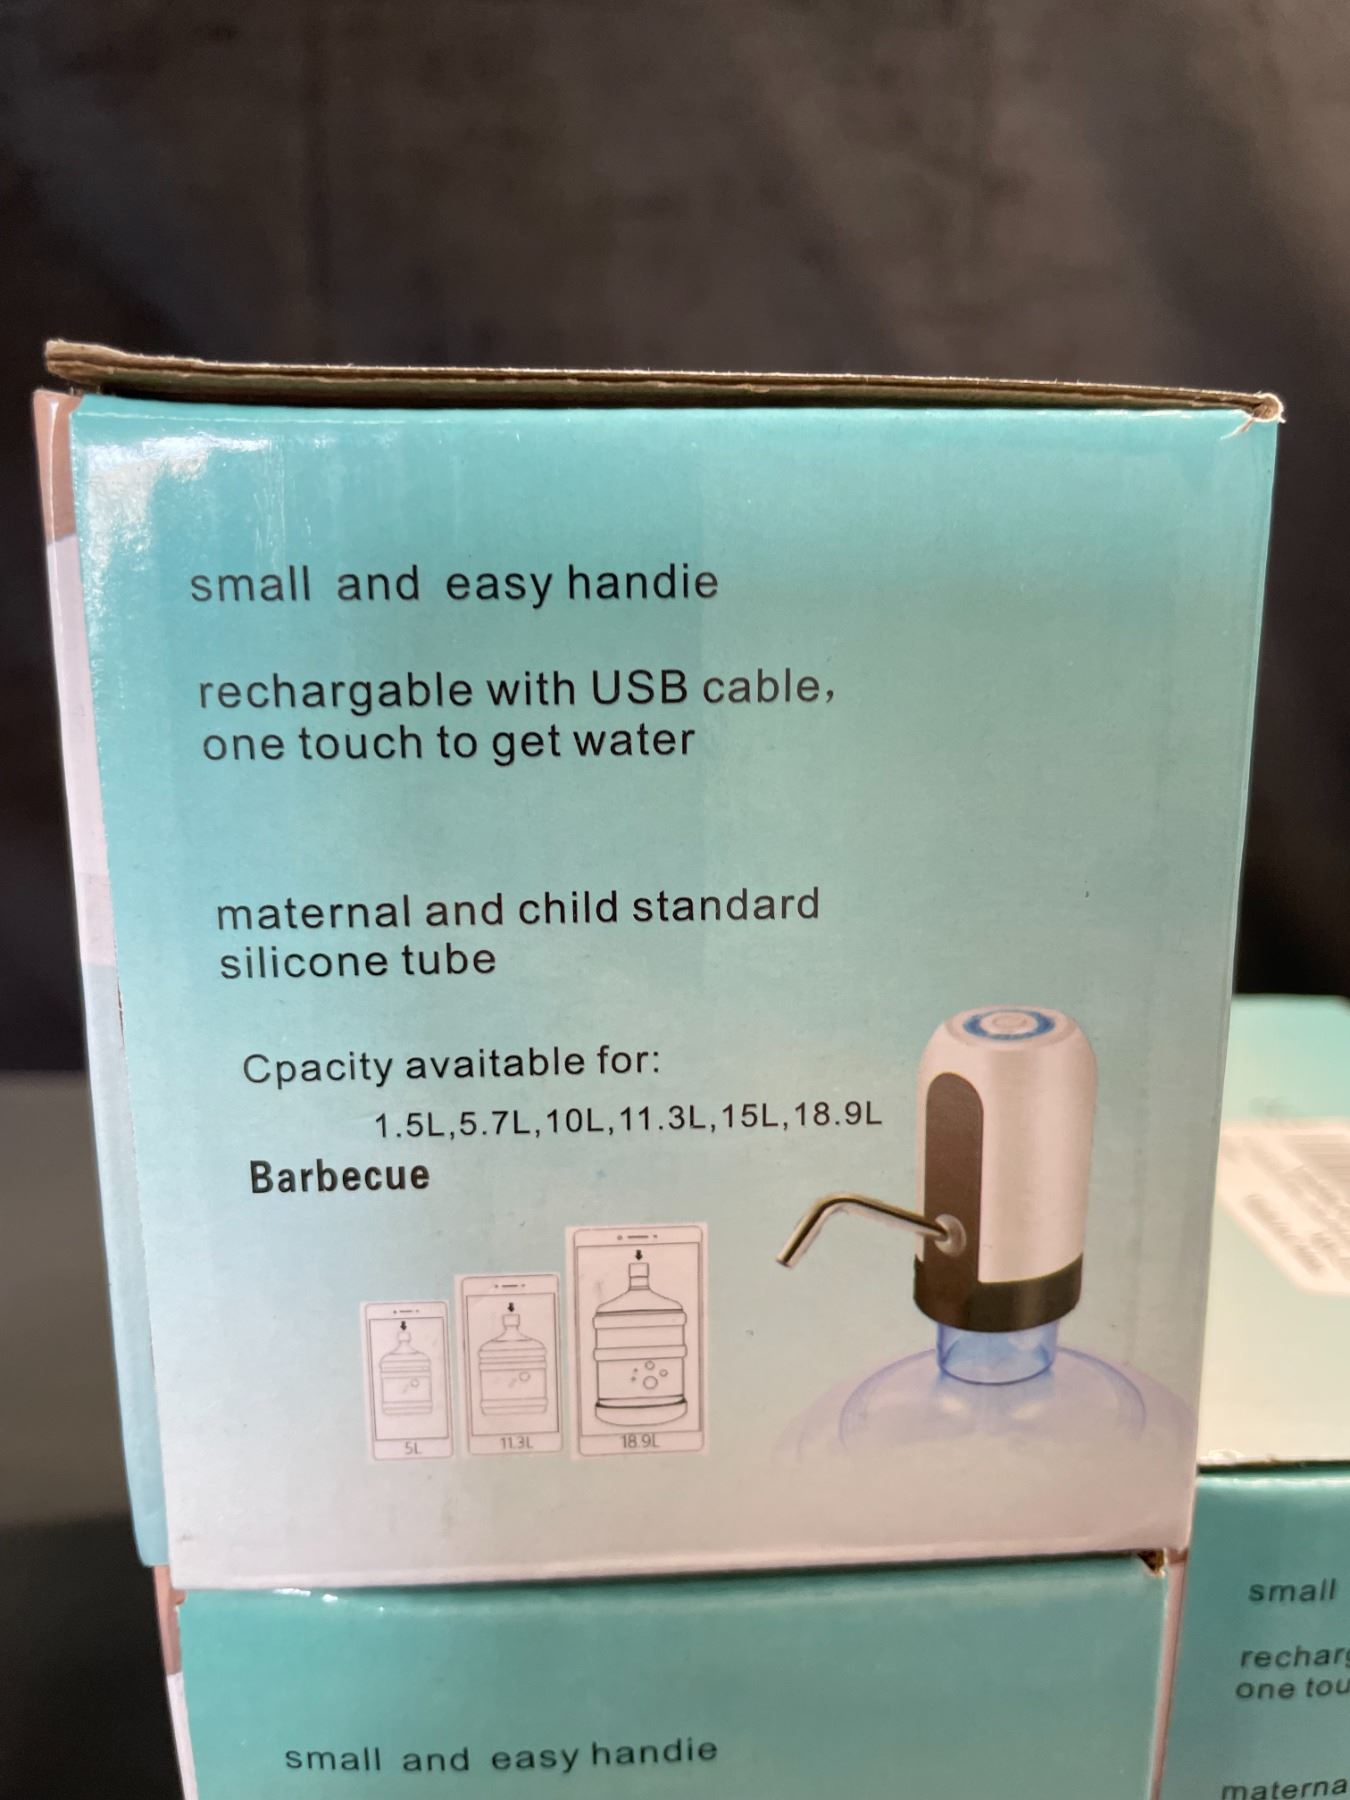 small and easy handie
rechargable with USB cable,
one touch to get water
maternal and child standard
silicone tube
Cpacity avaitable for:
1.5L,5.7L,10L,11.3L,15L,18.9L
Barbecue
5L
11.3L
18.9L
small and easy handie
small
one